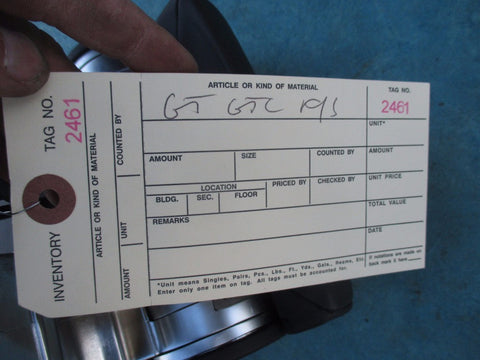 INVENTORY TAG NO. 2461
ARTICLE OR KIND OF MATERIAL
COUNTED BY
UNIT
AMOUNT
ARTICLE OR KIND OF MATERIAL
GT GTC P/S
TAG NO.
2461
UNIT*
AMOUNT SIZE COUNTED BY AMOUNT
LOCATION PRICED BY CHECKED BY UNIT PRICE
BLDG. SEC. FLOOR
TOTAL VALUE
REMARKS
DATE
*Unit means Singles, Pairs, Pcs., Lbs., Ft., Yds., Gals., Reams, Etc.
Enter only one item on tag. All tags must be accounted for.
If notations are made on
back mark X here